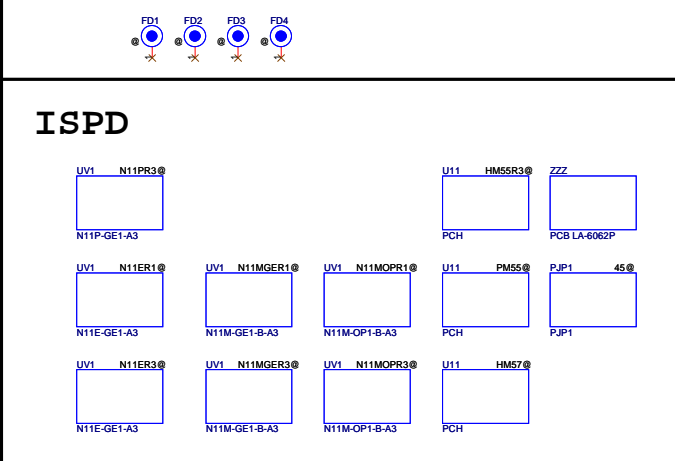 FD1 FD2 FD3 FD4
@ @ @ @
ISPD
UV1 N11PR3@ U11 HM55R3@ ZZZ
N11P-GE1-A3 PCH PCB LA-6062P
UV1 N11ER1@ UV1 N11MGER1@ UV1 N11MOPR1@ U11 PM55@ PJP1 45@
N11E-GE1-A3 N11M-GE1-B-A3 N11M-OP1-B-A3 PCH PJP1
UV1 N11ER3@ UV1 N11MGER3@ UV1 N11MOPR3@ U11 HM57@
N11E-GE1-A3 N11M-GE1-B-A3 N11M-OP1-B-A3 PCH